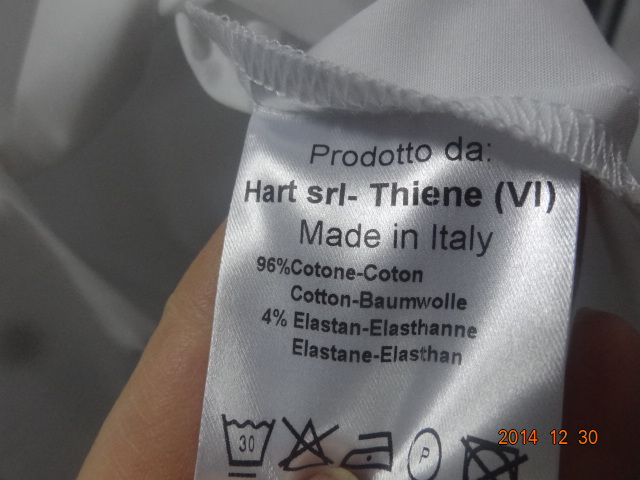 Prodotto da:
Hart srl- Thiene (VI)
Made in Italy
96%Cotone-Coton
Cotton-Baumwolle
4% Elastan-Elasthanne
Elastane-Elasthan
30
P
2014 12 30